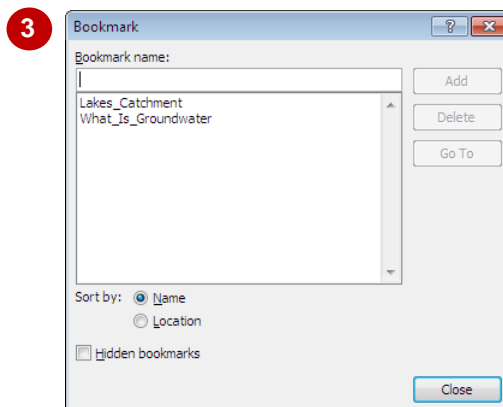 3
Bookmark
Bookmark name:
Add
Lakes_Catchment
What_Is_Groundwater
Delete
Go To
Sort by: Name
Location
Hidden bookmarks
Close